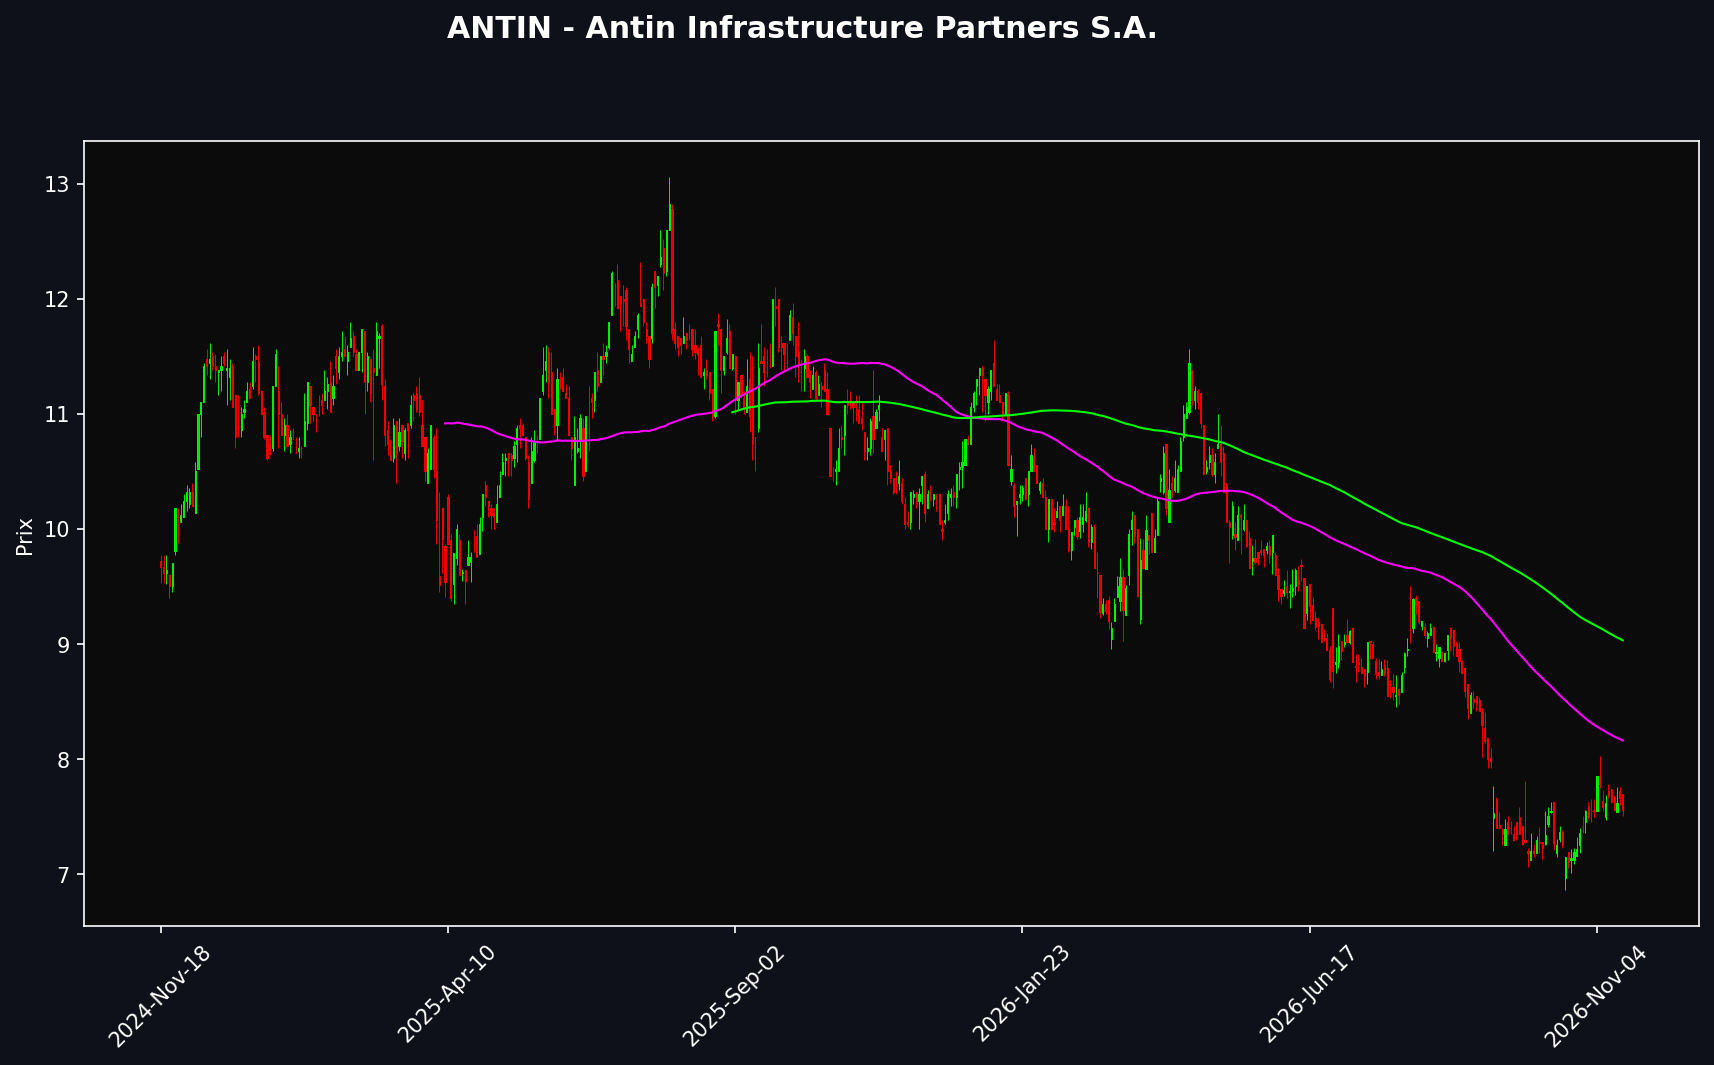 ANTIN - Antin Infrastructure Partners S.A.
Prix
13
12
11
10
9
8
7
2024-Nov-18
2025-Apr-10
2025-Sep-02
2026-Jan-23
2026-Jun-17
2026-Nov-04